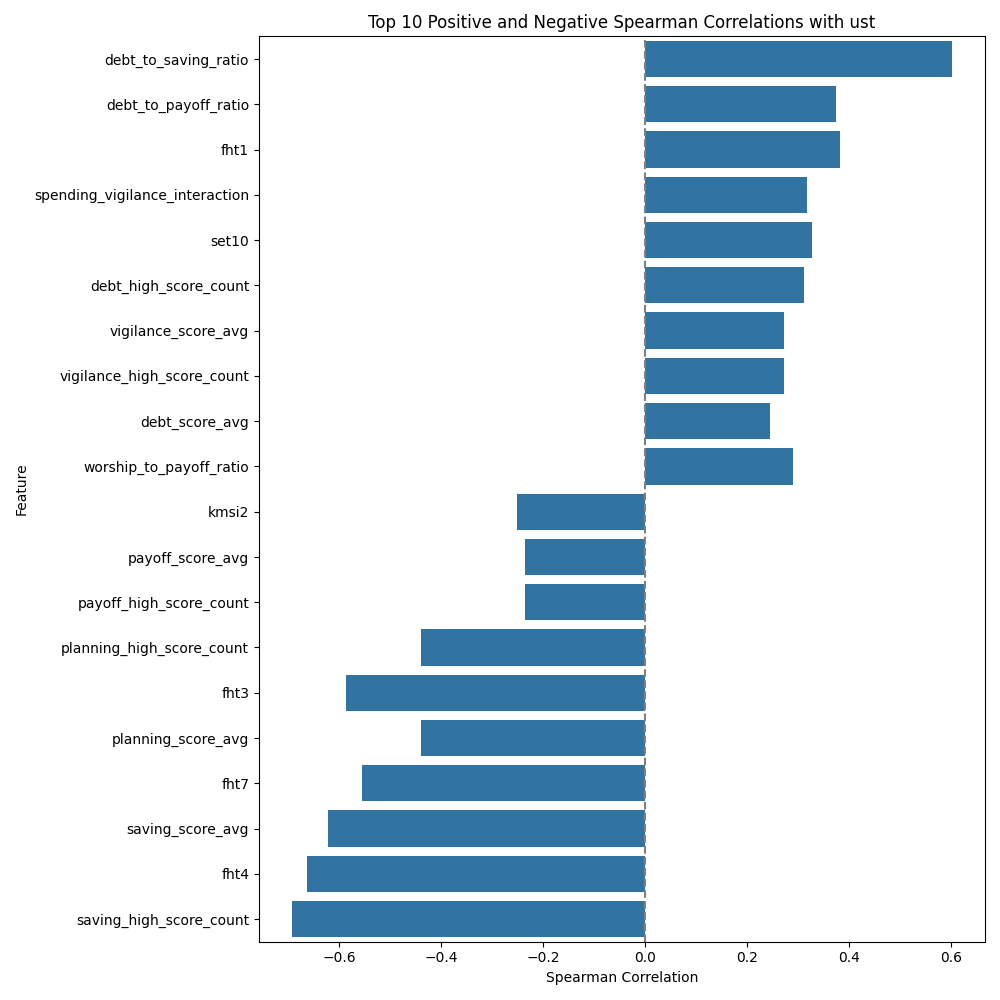 Top 10 Positive and Negative Spearman Correlations with ust
debt_to_saving_ratio
debt_to_payoff_ratio
fht1
spending_vigilance_interaction
set10
debt_high_score_count
vigilance_score_avg
vigilance_high_score_count
debt_score_avg
worship_to_payoff_ratio
kmsi2
payoff_score_avg
payoff_high_score_count
planning_high_score_count
fht3
planning_score_avg
fht7
saving_score_avg
fht4
saving_high_score_count
Feature
−0.6 −0.4 −0.2 0.0 0.2 0.4 0.6
Spearman Correlation